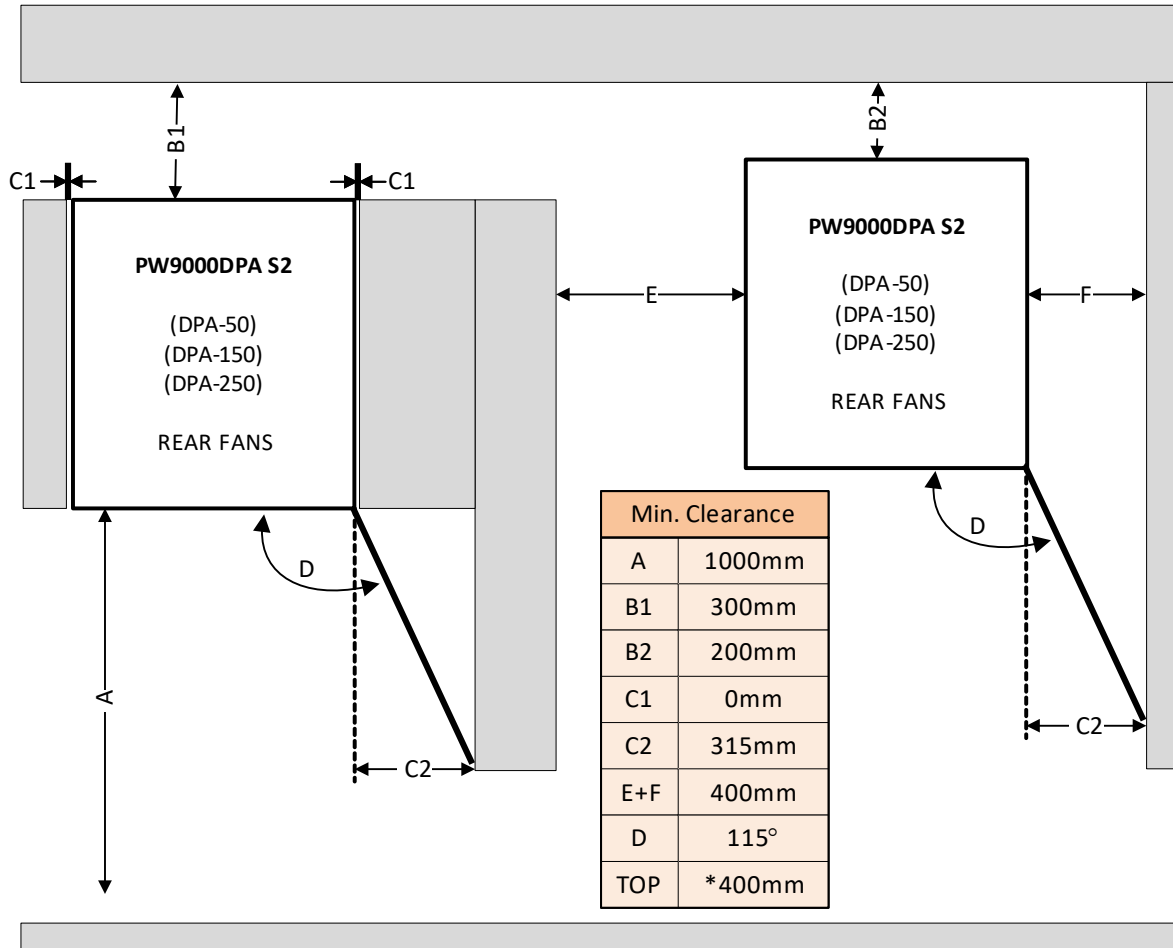 B1
B2
C1
C1
PW9000DPA S2
(DPA-50)
(DPA-150)
(DPA-250)
REAR FANS
E
PW9000DPA S2
(DPA-50)
(DPA-150)
(DPA-250)
REAR FANS
F
D
A
C2
D
C2
Min. Clearance
A 1000mm
B1 300mm
B2 200mm
C1 0mm
C2 315mm
E+F 400mm
D 115°
TOP *400mm